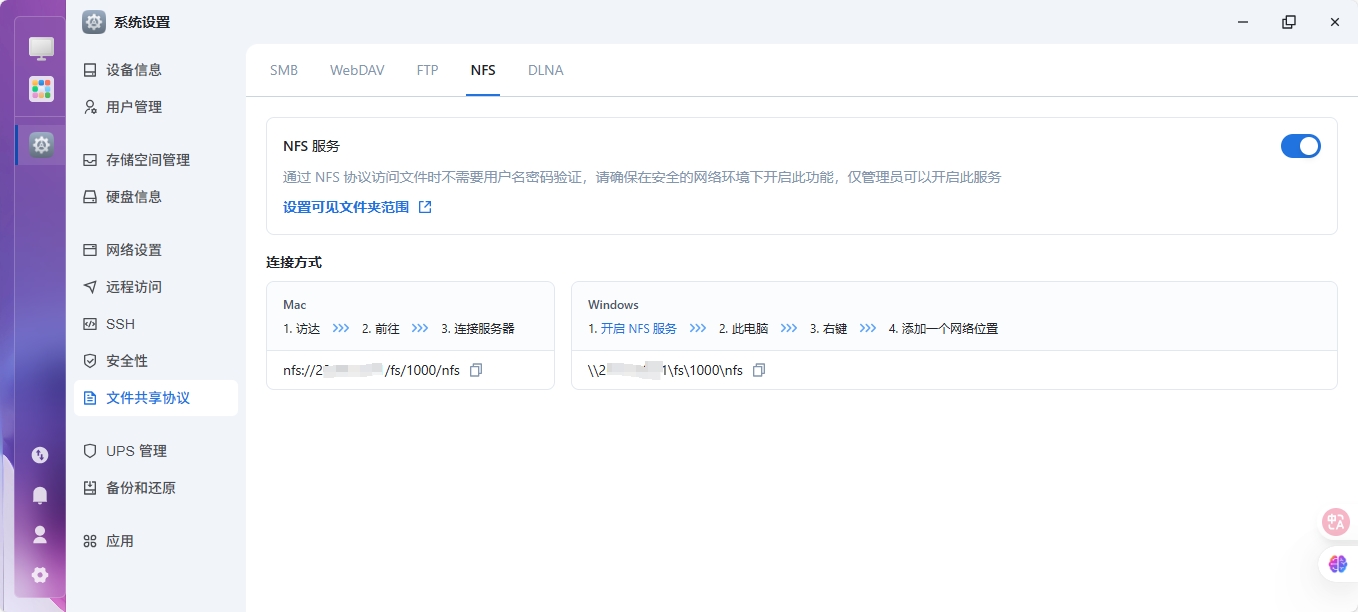 系统设置
设备信息
用户管理
存储空间管理
硬盘信息
网络设置
远程访问
SSH
安全性
文件共享协议
UPS 管理
备份和还原
应用
SMB WebDAV FTP NFS DLNA
NFS 服务
通过 NFS 协议访问文件时不需要用户名密码验证，请确保在安全的网络环境下开启此功能，仅管理员可以开启此服务
设置可见文件夹范围
连接方式
Mac
1. 访达 2. 前往 3. 连接服务器
nfs://2 /fs/1000/nfs
Windows
1. 开启 NFS 服务 2. 此电脑 3. 右键 4. 添加一个网络位置
\\2 1\fs\1000\nfs